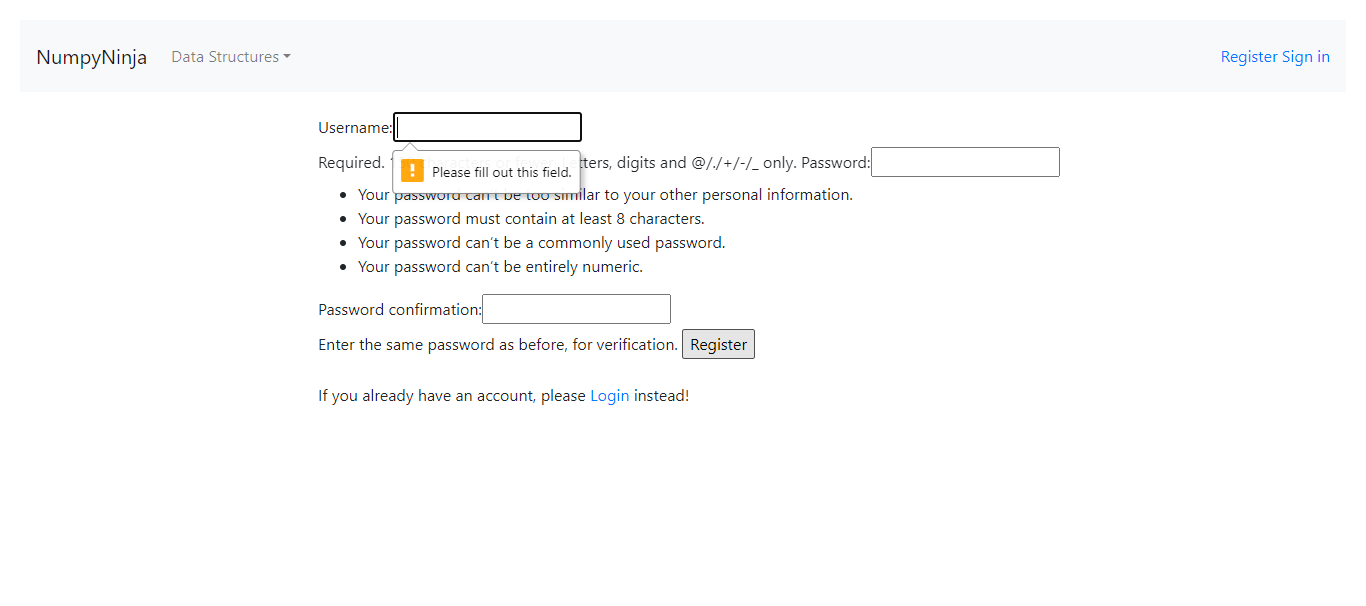 NumpyNinja Data Structures Register Sign in
Username:
Required. letters, digits and @/./+/-/_ only. Password:
Please fill out this field.
Your password can't be too similar to your other personal information.
Your password must contain at least 8 characters.
Your password can't be a commonly used password.
Your password can't be entirely numeric.
Password confirmation:
Enter the same password as before, for verification. Register
If you already have an account, please Login instead!